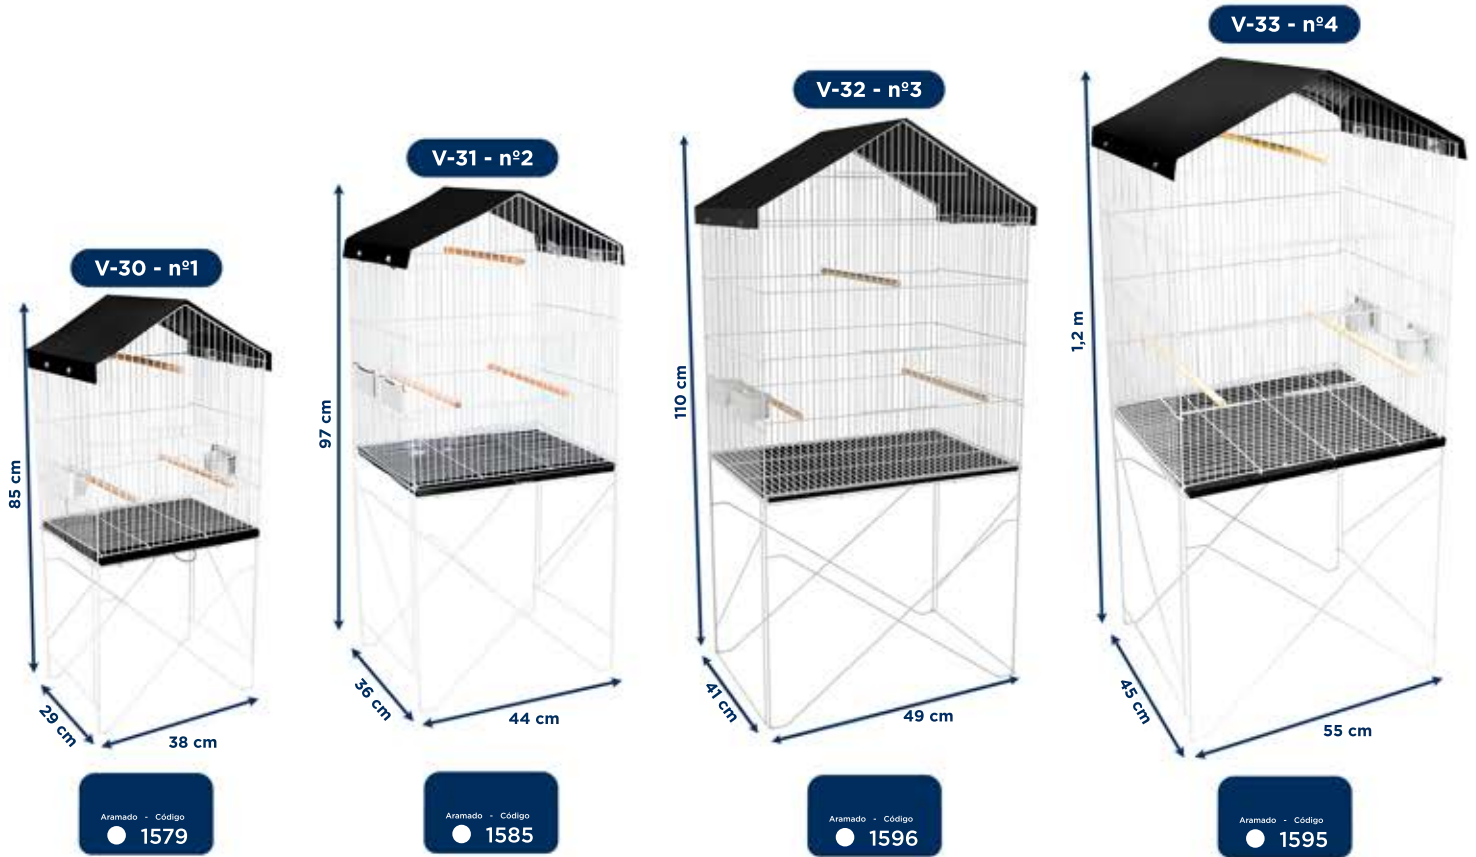 V-30 - nº1
85 cm
29 cm
38 cm
Aramado - Código
1579
V-31 - nº2
97 cm
36 cm
44 cm
Aramado - Código
1585
V-32 - nº3
110 cm
41 cm
49 cm
Aramado - Código
1596
V-33 - nº4
1,2 m
45 cm
55 cm
Aramado - Código
1595